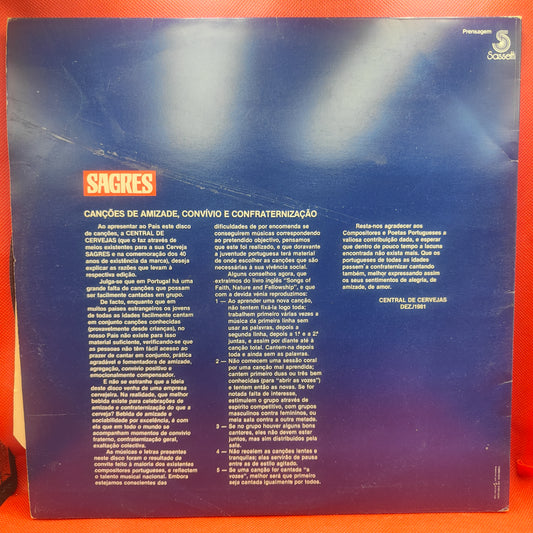 Prensagem
Sassetti
SAGRES
CANÇÕES DE AMIZADE, CONVÍVIO E CONFRATERNIZAÇÃO
Ao apresentar ao País este disco
de canções, a CENTRAL DE
CERVEJAS (que o faz através de
meios existentes para a sua Cerveja
SAGRES e na comemoração dos 40
anos de existência da marca), deseja
explicar as razões que levam à
respectiva edição.
Julga-se que em Portugal há uma
grande falta de canções que possam
ser facilmente cantadas em grupo.
De facto, enquanto que em
muitos países estrangeiros os jovens
de todas as idades facilmente cantam
em conjunto canções conhecidas
(provavelmente desde crianças), no
nosso País não existe para isso
material suficiente, verificando-se que
as pessoas não têm fácil acesso ao
prazer de cantar em conjunto, prática
agradável e fomentadora de amizade,
agregação, convívio positivo e
emocionalmente compensador.
E não se estranhe que a ideia
deste disco venha de uma empresa
cervejeira. Na realidade, que melhor
bebida existe para celebrações de
amizade e confraternização do que a
cerveja? Bebida de amizade e
sociabilidade por excelência, é com
ela que em todo o mundo se
acompanham momentos de convívio
fraterno, confraternização geral,
exaltação colectiva.
As músicas e letras presentes
neste disco foram o resultado de
convite feito à maioria dos existentes
compositores portugueses, e reflectem
o talento musical nacional. Embora
estejamos conscientes das
dificuldades de por encomenda se
conseguirem músicas correspondendo
ao pretendido objectivo, pensamos
que este foi realizado, e que doravante
a juventude portuguesa terá material
de onde escolher as canções que são
necessárias à sua vivência social.
Alguns conselhos agora, que
extraímos do livro inglês "Songs of
Faith, Nature and Fellowship", e que
com a devida vénia reproduzimos:
1 — Ao aprender uma nova canção,
não tentem fixá-la logo toda;
trabalhem primeiro várias vezes a
música da primeira linha sem
usar as palavras, depois a
segunda linha, depois a 1.ª e a 2.ª
juntas, e assim por diante até à
canção total. Cantem-na depois
toda e ainda sem as palavras.
2 — Não comecem uma sessão coral
por uma canção mal aprendida;
cantem primeiro duas ou três bem
conhecidas (para "abrir as vozes")
e tentem então as novas. Se for
notada falta de interesse,
estimulem o grupo através de
espírito competitivo, com grupos
masculinos contra femininos, ou
meia sala contra a outra metade.
3 — Se no grupo houver alguns bons
cantores, eles não devem estar
juntos, mas sim distribuídos pela
sala.
4 — Não receiem as canções lentas e
tranquilas; elas servirão de pausa
entre as de estilo agitado.
5 — Se uma canção for cantada "a
vozes", melhor será que primeiro
seja cantada igualmente por todos.
Resta-nos agradecer aos
Compositores e Poetas Portugueses a
valiosa contribuição dada, e esperar
que dentro de pouco tempo a lacuna
encontrada não exista mais. Que os
portugueses de todas as idades
passem a confraternizar cantando
também, melhor expressando assim
os seus sentimentos de alegria, de
amizade, de amor.
CENTRAL DE CERVEJAS
DEZ./1981